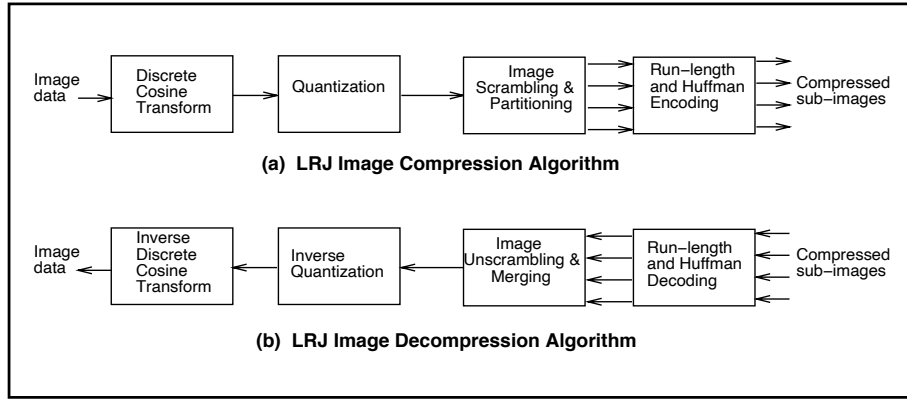 Image
data
Discrete
Cosine
Transform
Quantization
Image
Scrambling &
Partitioning
Run−length
and Huffman
Encoding
Compressed
sub−images
(a) LRJ Image Compression Algorithm
Image
data
Inverse
Discrete
Cosine
Transform
Inverse
Quantization
Image
Unscrambling &
Merging
Run−length
and Huffman
Decoding
Compressed
sub−images
(b) LRJ Image Decompression Algorithm